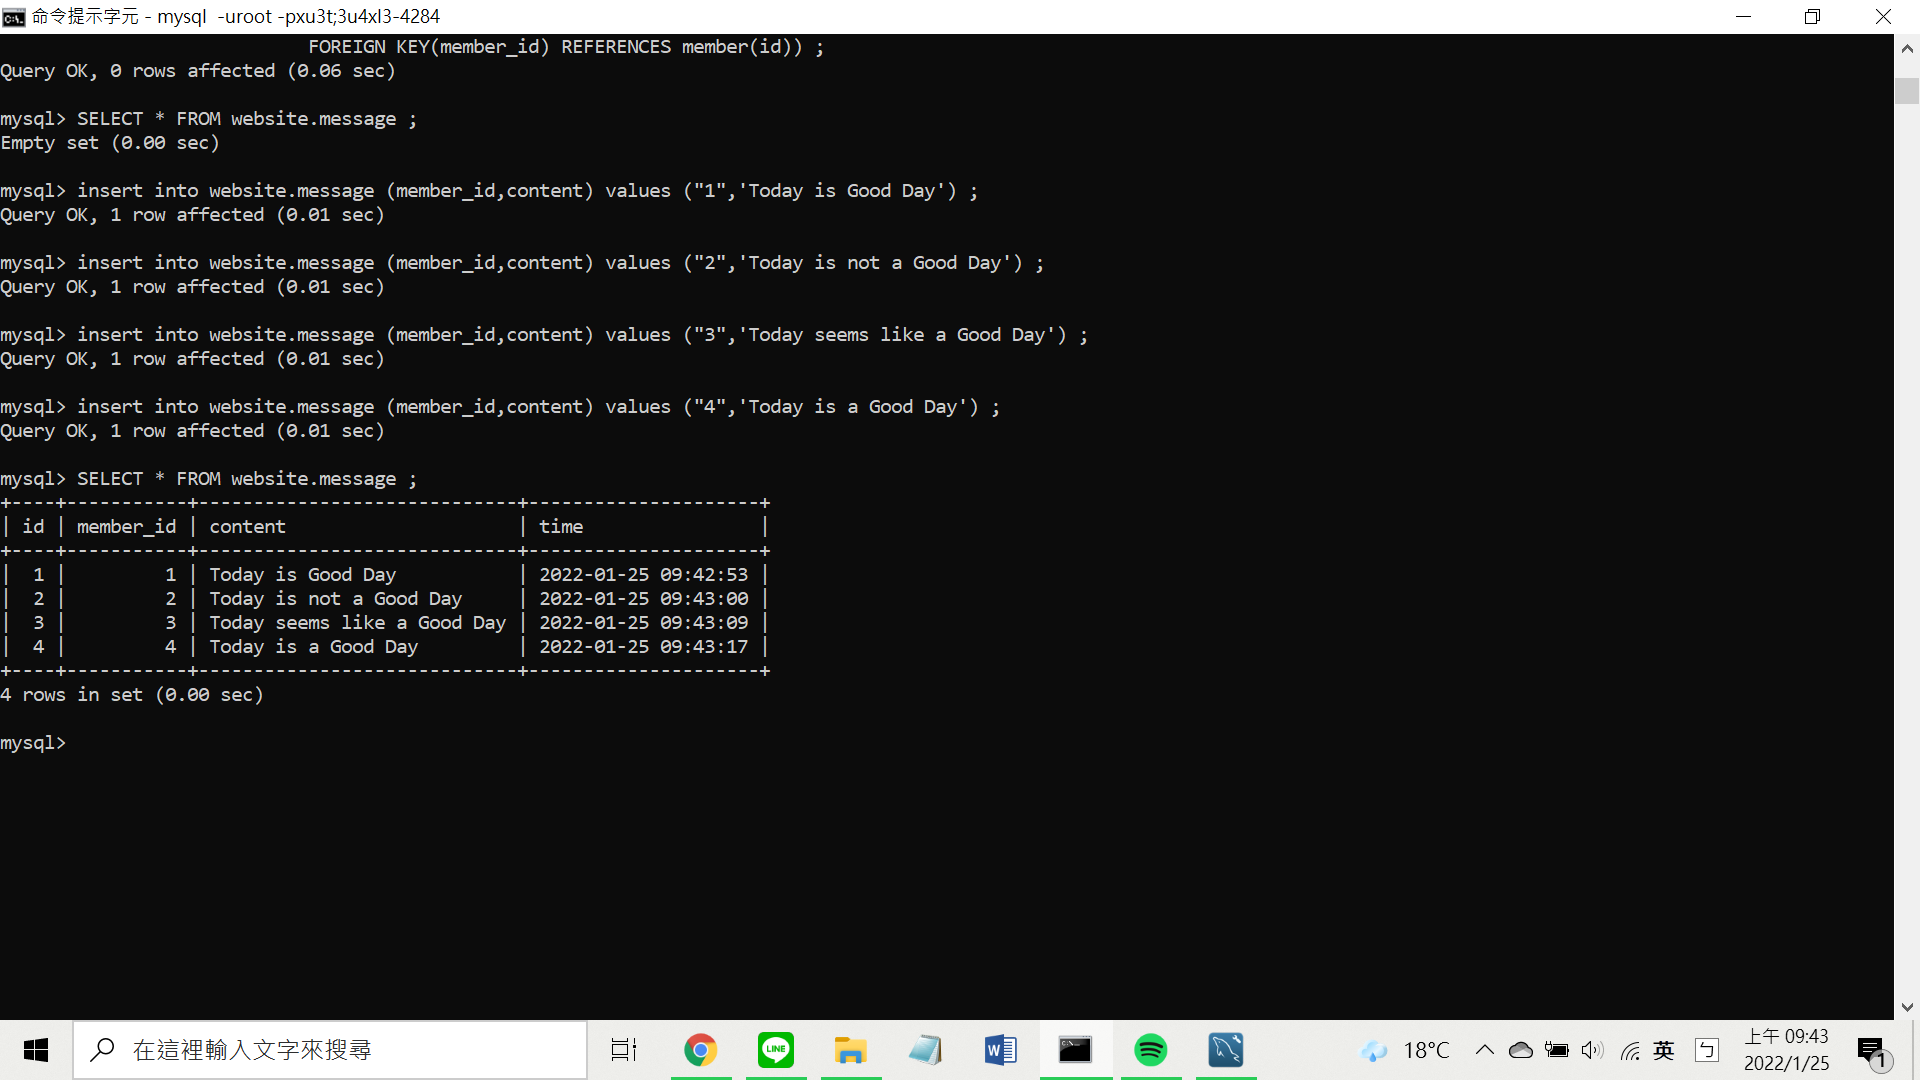 命令提示字元 - mysql  -uroot -pxu3t;3u4xl3-4284
FOREIGN KEY(member_id) REFERENCES member(id)) ;
Query OK, 0 rows affected (0.06 sec)
mysql> SELECT * FROM website.message ;
Empty set (0.00 sec)
mysql> insert into website.message (member_id,content) values ("1",'Today is Good Day') ;
Query OK, 1 row affected (0.01 sec)
mysql> insert into website.message (member_id,content) values ("2",'Today is not a Good Day') ;
Query OK, 1 row affected (0.01 sec)
mysql> insert into website.message (member_id,content) values ("3",'Today seems like a Good Day') ;
Query OK, 1 row affected (0.01 sec)
mysql> insert into website.message (member_id,content) values ("4",'Today is a Good Day') ;
Query OK, 1 row affected (0.01 sec)
mysql> SELECT * FROM website.message ;
+----+-----------+-----------------------------+---------------------+
| id | member_id | content                     | time                |
+----+-----------+-----------------------------+---------------------+
|  1 |         1 | Today is Good Day           | 2022-01-25 09:42:53 |
|  2 |         2 | Today is not a Good Day     | 2022-01-25 09:43:00 |
|  3 |         3 | Today seems like a Good Day | 2022-01-25 09:43:09 |
|  4 |         4 | Today is a Good Day         | 2022-01-25 09:43:17 |
+----+-----------+-----------------------------+---------------------+
4 rows in set (0.00 sec)
mysql>
在這裡輸入文字來搜尋
LINE
18°C
英
ㄅ
上午 09:43
2022/1/25
1